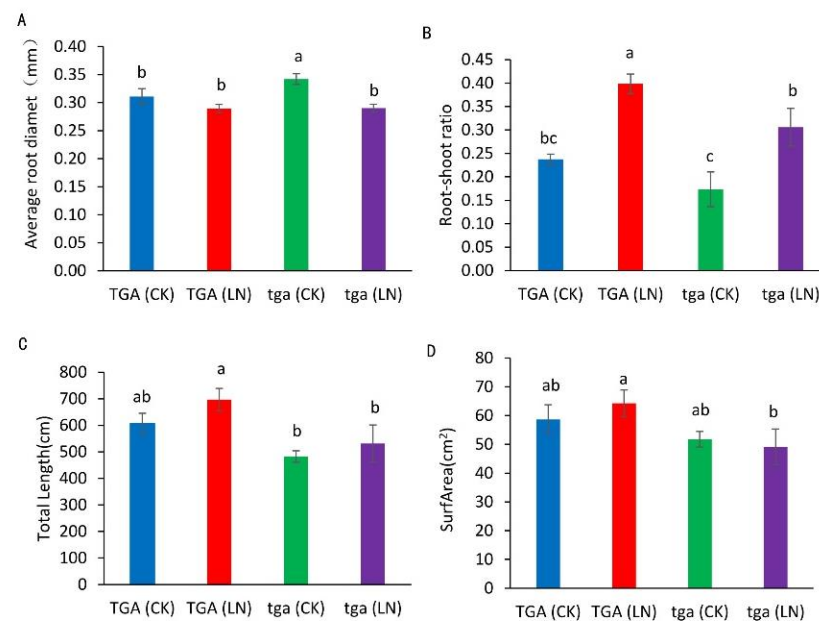 A
Average root diamet（mm）
0.40
0.35
0.30
0.25
0.20
0.15
0.10
0.05
0.00
b
b
a
b
TGA (CK)
TGA (LN)
tga (CK)
tga (LN)
B
Root-shoot ratio
0.45
0.40
0.35
0.30
0.25
0.20
0.15
0.10
0.05
0.00
bc
a
c
b
TGA (CK)
TGA (LN)
tga (CK)
tga (LN)
C
Total Length(cm)
800
700
600
500
400
300
200
100
0
ab
a
b
b
TGA (CK)
TGA (LN)
tga (CK)
tga (LN)
D
SurfArea(cm²)
80
70
60
50
40
30
20
10
0
ab
a
ab
b
TGA (CK)
TGA (LN)
tga (CK)
tga (LN)